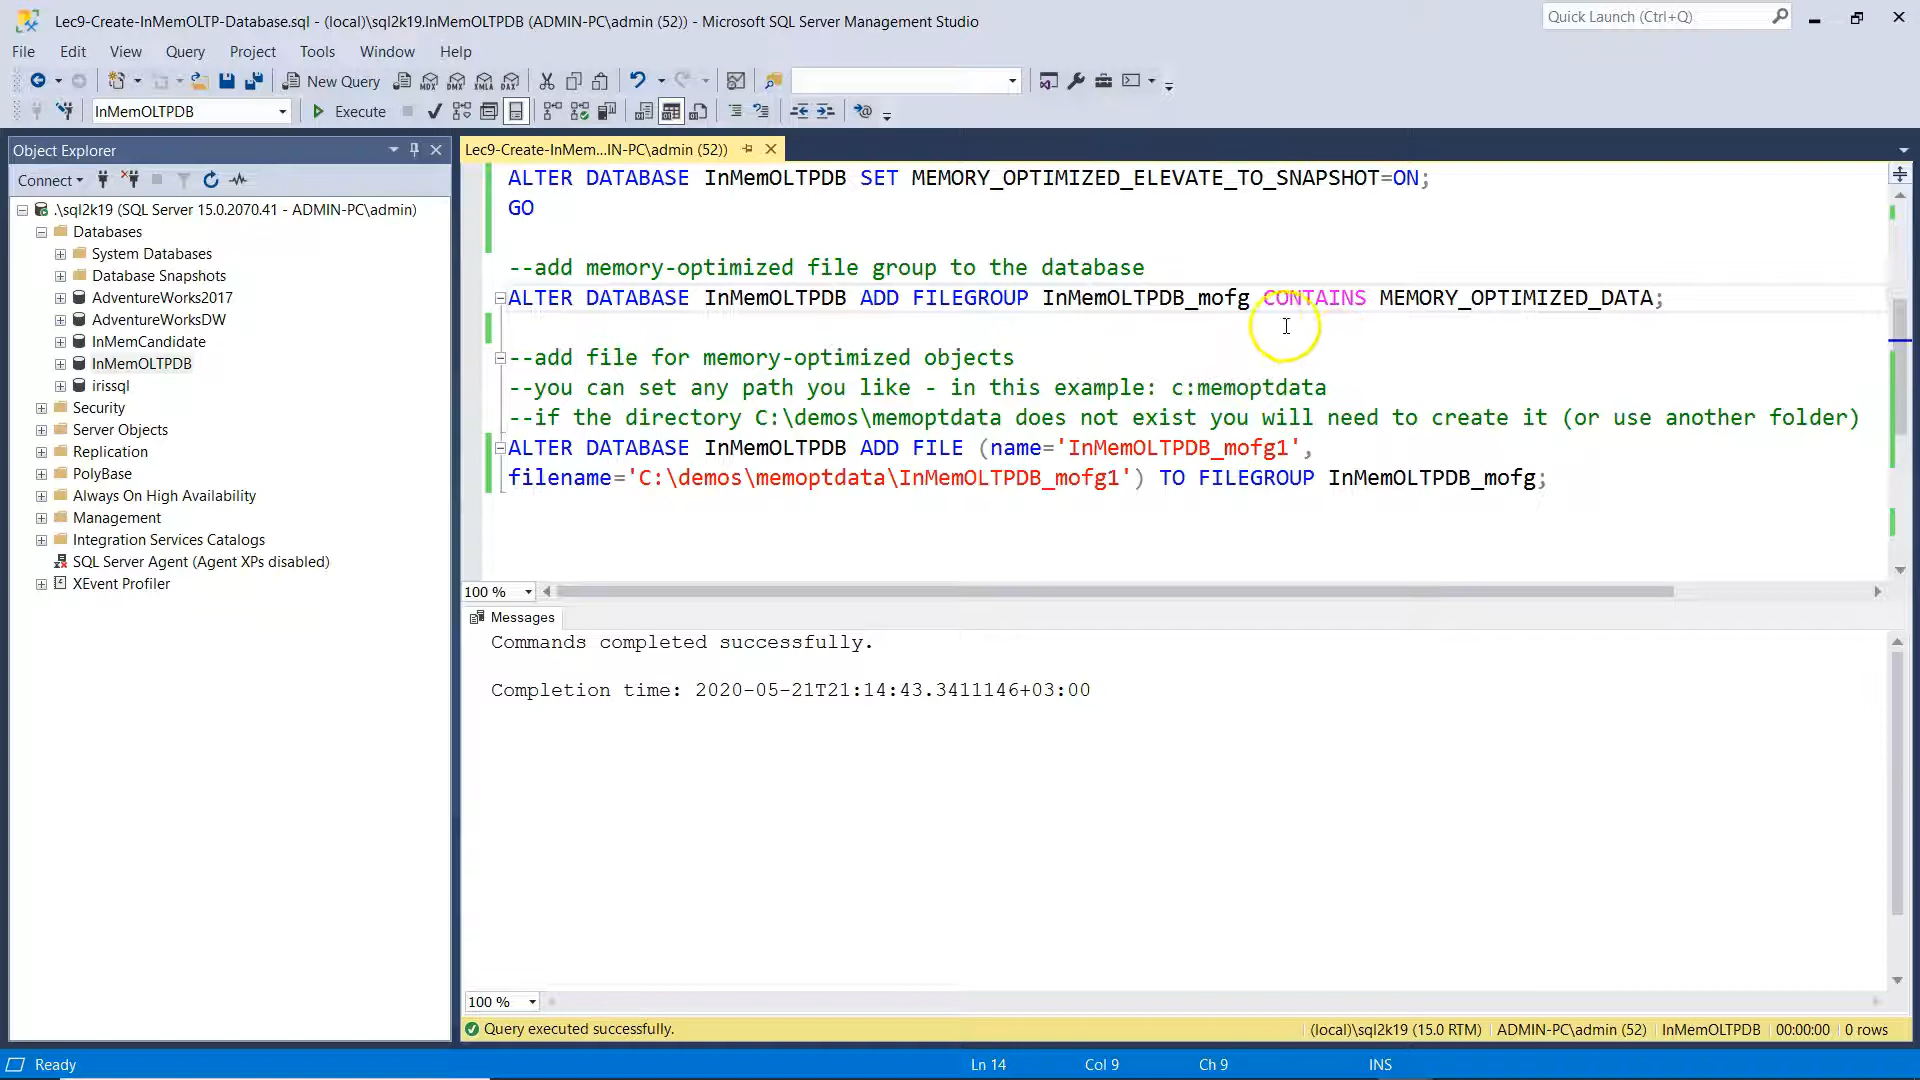 Lec9-Create-InMemOLTP-Database.sql - (local)\sql2k19.InMemOLTPDB (ADMIN-PC\admin (52)) - Microsoft SQL Server Management Studio
Quick Launch (Ctrl+Q)
File Edit View Query Project Tools Window Help
New Query
MDX DMX XMLA DAX
InMemOLTPDB
Execute
Object Explorer
Lec9-Create-InMem...IN-PC\admin (52))
Connect
.\sql2k19 (SQL Server 15.0.2070.41 - ADMIN-PC\admin)
Databases
System Databases
Database Snapshots
AdventureWorks2017
AdventureWorksDW
InMemCandidate
InMemOLTPDB
irissql
Security
Server Objects
Replication
PolyBase
Always On High Availability
Management
Integration Services Catalogs
SQL Server Agent (Agent XPs disabled)
XEvent Profiler
ALTER DATABASE InMemOLTPDB SET MEMORY_OPTIMIZED_ELEVATE_TO_SNAPSHOT=ON;
GO
--add memory-optimized file group to the database
ALTER DATABASE InMemOLTPDB ADD FILEGROUP InMemOLTPDB_mofg CONTAINS MEMORY_OPTIMIZED_DATA;
--add file for memory-optimized objects
--you can set any path you like - in this example: c:memoptdata
--if the directory C:\demos\memoptdata does not exist you will need to create it (or use another folder)
ALTER DATABASE InMemOLTPDB ADD FILE (name='InMemOLTPDB_mofg1',
filename='C:\demos\memoptdata\InMemOLTPDB_mofg1') TO FILEGROUP InMemOLTPDB_mofg;
100 %
Messages
Commands completed successfully.
Completion time: 2020-05-21T21:14:43.3411146+03:00
100 %
Query executed successfully.
(local)\sql2k19 (15.0 RTM) ADMIN-PC\admin (52) InMemOLTPDB 00:00:00 0 rows
Ready
Ln 14 Col 9 Ch 9 INS